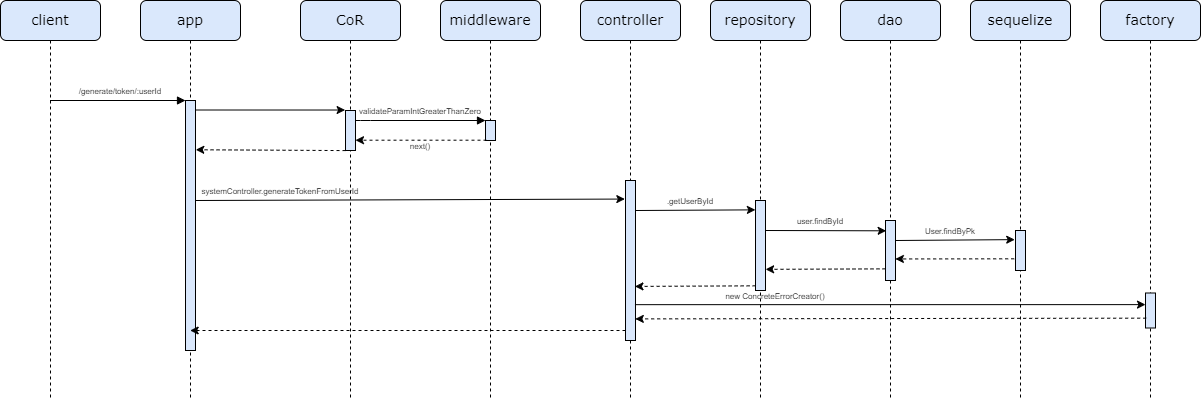 client
app
CoR
middleware
controller
repository
dao
sequelize
factory
/generate/token/:userId
validateParamIntGreaterThanZero
next()
systemController.generateTokenFromUserId
.getUserById
user.findById
User.findByPk
new ConcreteErrorCreator()